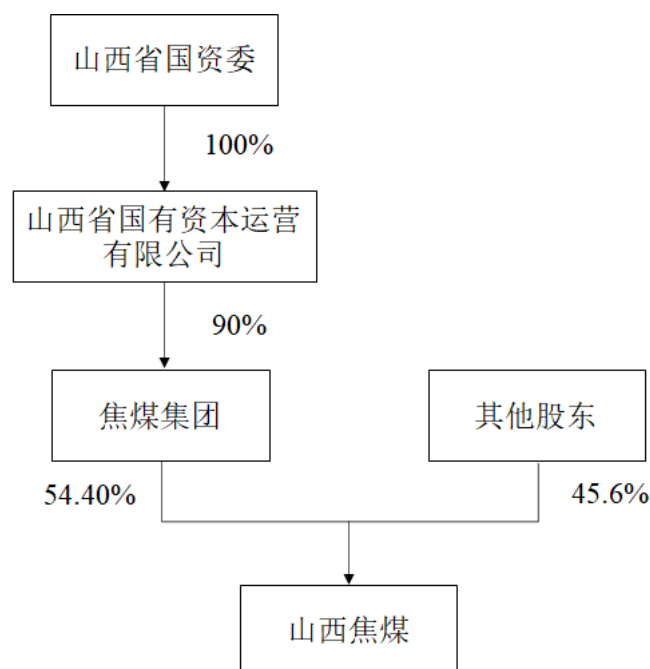 山西省国资委
100%
山西省国有资本运营
有限公司
90%
焦煤集团
其他股东
54.40%
45.6%
山西焦煤